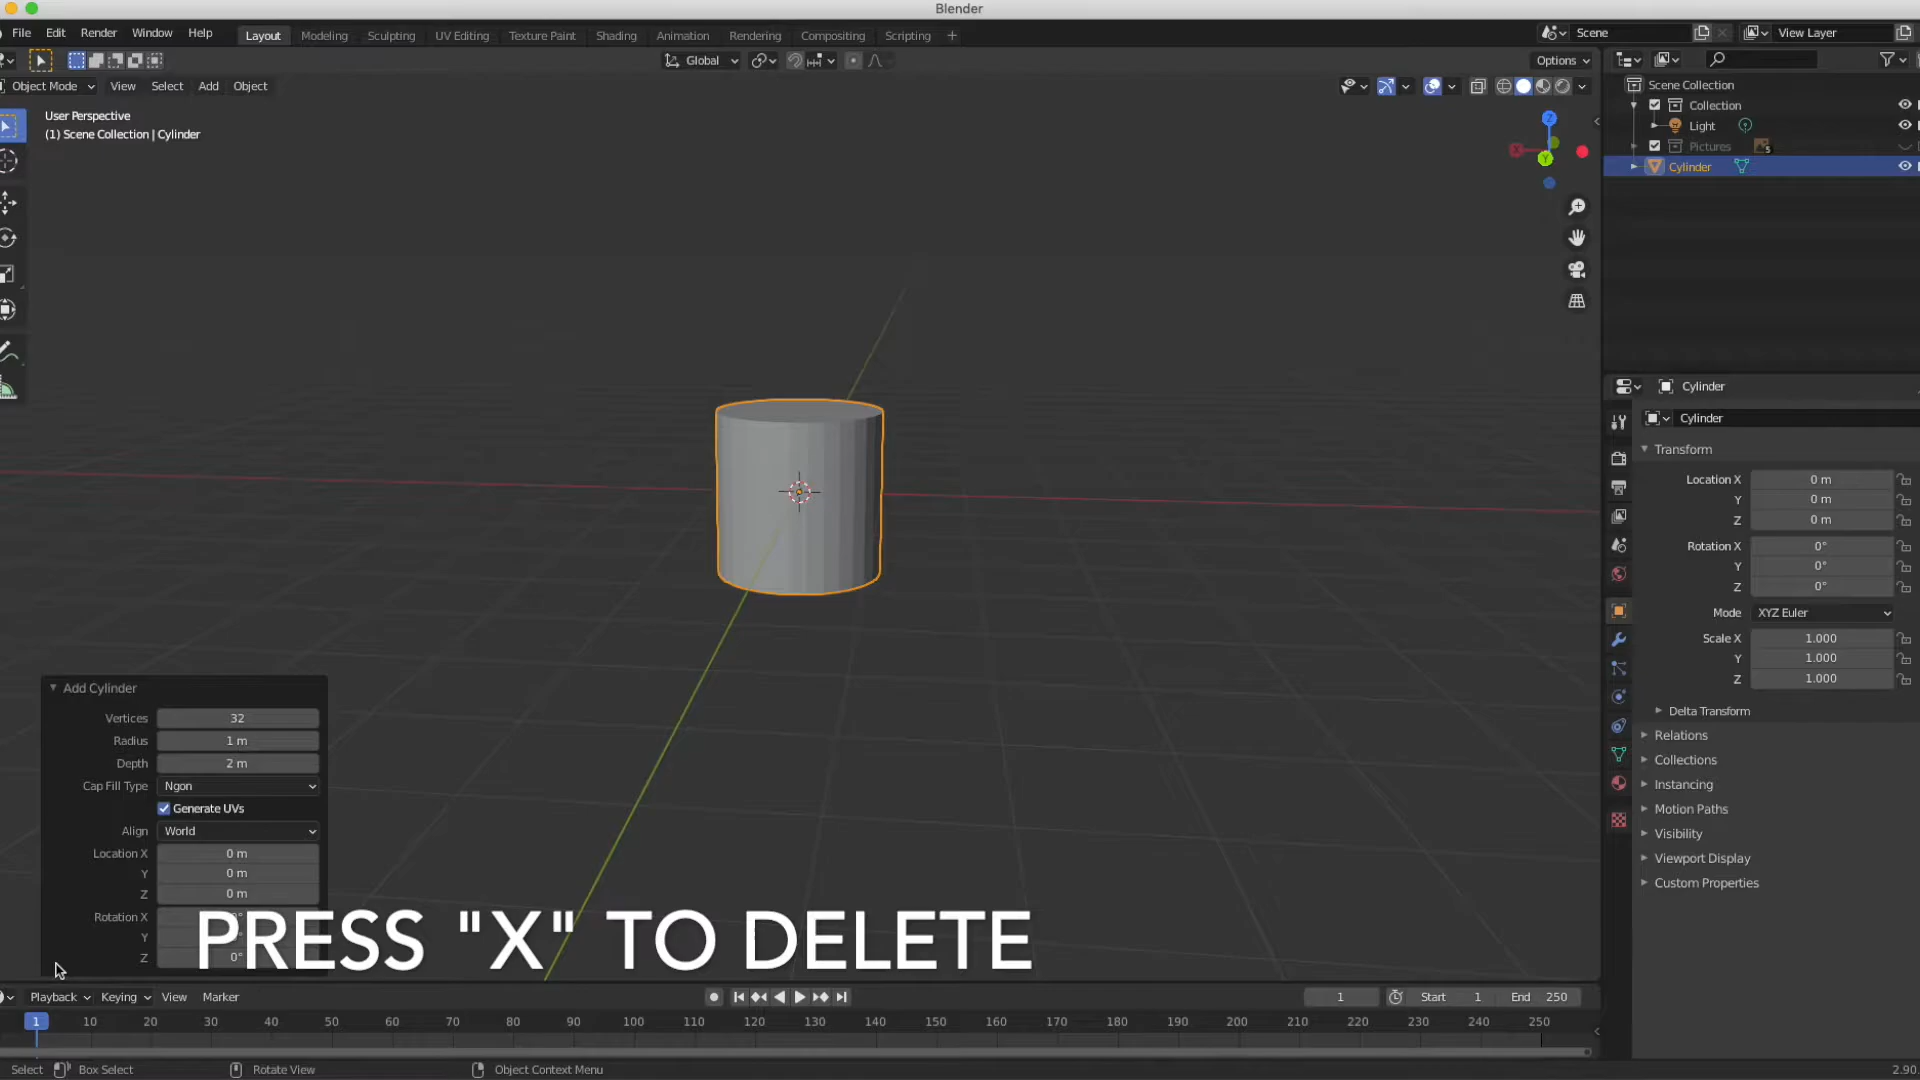 Blender
File Edit Render Window Help Layout Modeling Sculpting UV Editing Texture Paint Shading Animation Rendering Compositing Scripting + Scene View Layer
Global Options
Object Mode View Select Add Object
User Perspective
(1) Scene Collection | Cylinder
Z
X
Y
Scene Collection
Collection
Light
Pictures 5
Cylinder
Cylinder
Cylinder
Transform
Location X 0 m
Y 0 m
Z 0 m
Rotation X 0°
Y 0°
Z 0°
Mode XYZ Euler
Scale X 1.000
Y 1.000
Z 1.000
Delta Transform
Relations
Collections
Instancing
Motion Paths
Visibility
Viewport Display
Custom Properties
Add Cylinder
Vertices 32
Radius 1 m
Depth 2 m
Cap Fill Type Ngon
Generate UVs
Align World
Location X 0 m
Y 0 m
Z 0 m
Rotation X
Y
Z 0°
PRESS "X" TO DELETE
Playback Keying View Marker 1 Start 1 End 250
1 10 20 30 40 50 60 70 80 90 100 110 120 130 140 150 160 170 180 190 200 210 220 230 240 250
Select Box Select Rotate View Object Context Menu 2.90.